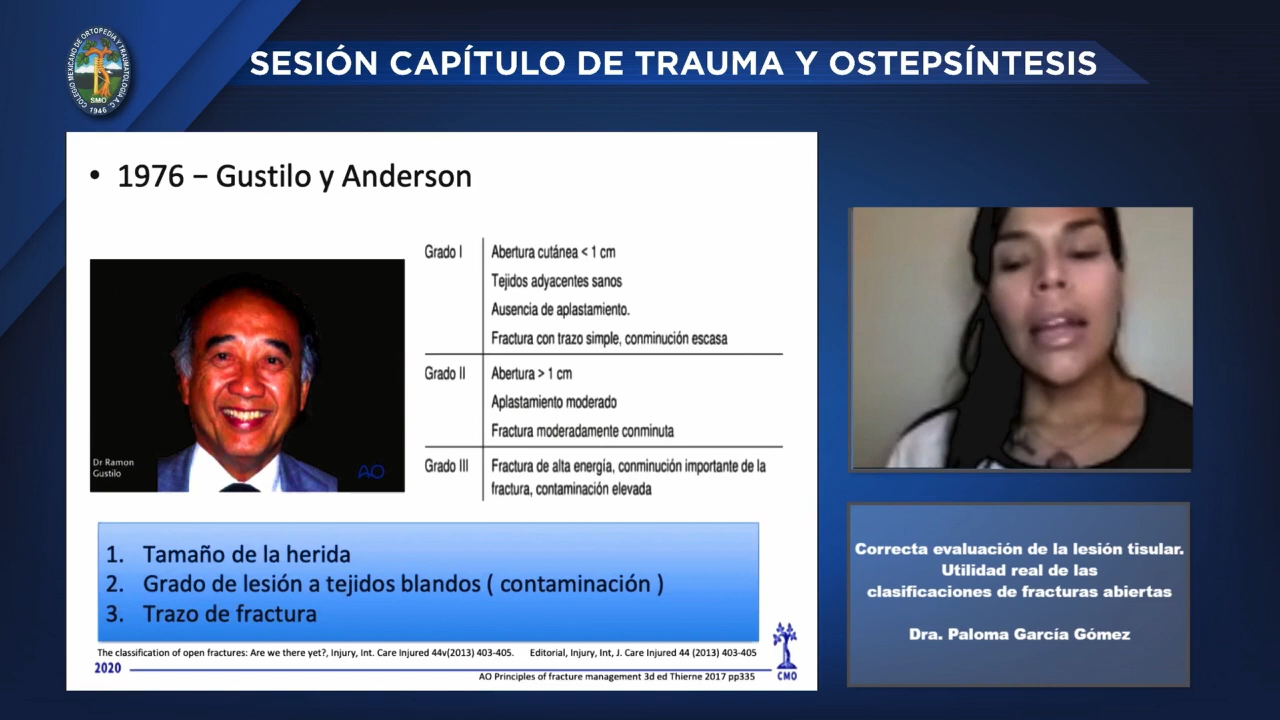 COLEGIO MEXICANO DE ORTOPEDIA Y TRAUMATOLOGÍA A.C.
SMO
1946
SESIÓN CAPÍTULO DE TRAUMA Y OSTEPSÍNTESIS
• 1976 – Gustilo y Anderson
Dr Ramon
Gustilo
AO
Grado I
Abertura cutánea < 1 cm
Tejidos adyacentes sanos
Ausencia de aplastamiento.
Fractura con trazo simple, conminución escasa
Grado II
Abertura > 1 cm
Aplastamiento moderado
Fractura moderadamente conminuta
Grado III
Fractura de alta energía, conminución importante de la
fractura, contaminación elevada
1. Tamaño de la herida
2. Grado de lesión a tejidos blandos ( contaminación )
3. Trazo de fractura
The classification of open fractures: Are we there yet?, Injury, Int. Care Injured 44v(2013) 403-405. Editorial, Injury, Int, J. Care Injured 44 (2013) 403-405
2020
AO Principles of fracture management 3d ed Thierne 2017 pp335
CMO
Correcta evaluación de la lesión tisular.
Utilidad real de las
clasificaciones de fracturas abiertas
Dra. Paloma García Gómez